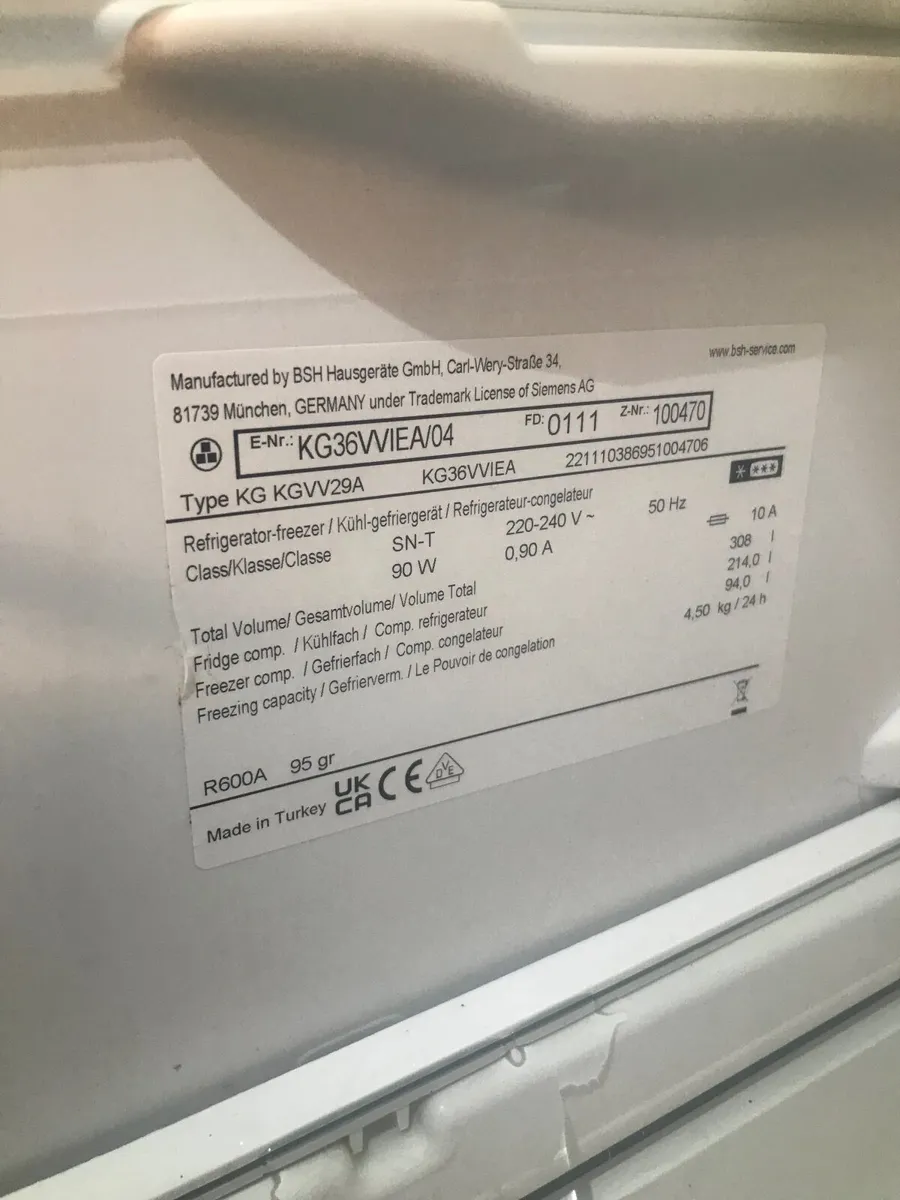 Manufactured by BSH Hausgeräte GmbH, Carl-Wery-Straße 34,
www.bsh-service.com
81739 München, GERMANY under Trademark License of Siemens AG
E-Nr.: KG36VVIEA/04 FD: 0111 Z-Nr.: 100470
Type KG KGVV29A KG36VVIEA 221110386951004706
Refrigerator-freezer / Kühl-gefriergerät / Refrigerateur-congelateur
Class/Klasse/Classe SN-T 220-240 V ~ 50 Hz 10 A
90 W 0,90 A
Total Volume/ Gesamtvolume/ Volume Total 308 l
Fridge comp. / Kühlfach / Comp. refrigerateur 214,0 l
Freezer comp. / Gefrierfach / Comp. congelateur 94,0 l
Freezing capacity / Gefrierverm. / Le Pouvoir de congelation 4,50 kg / 24 h
R600A 95 gr
Made in Turkey UK CA CE DVE